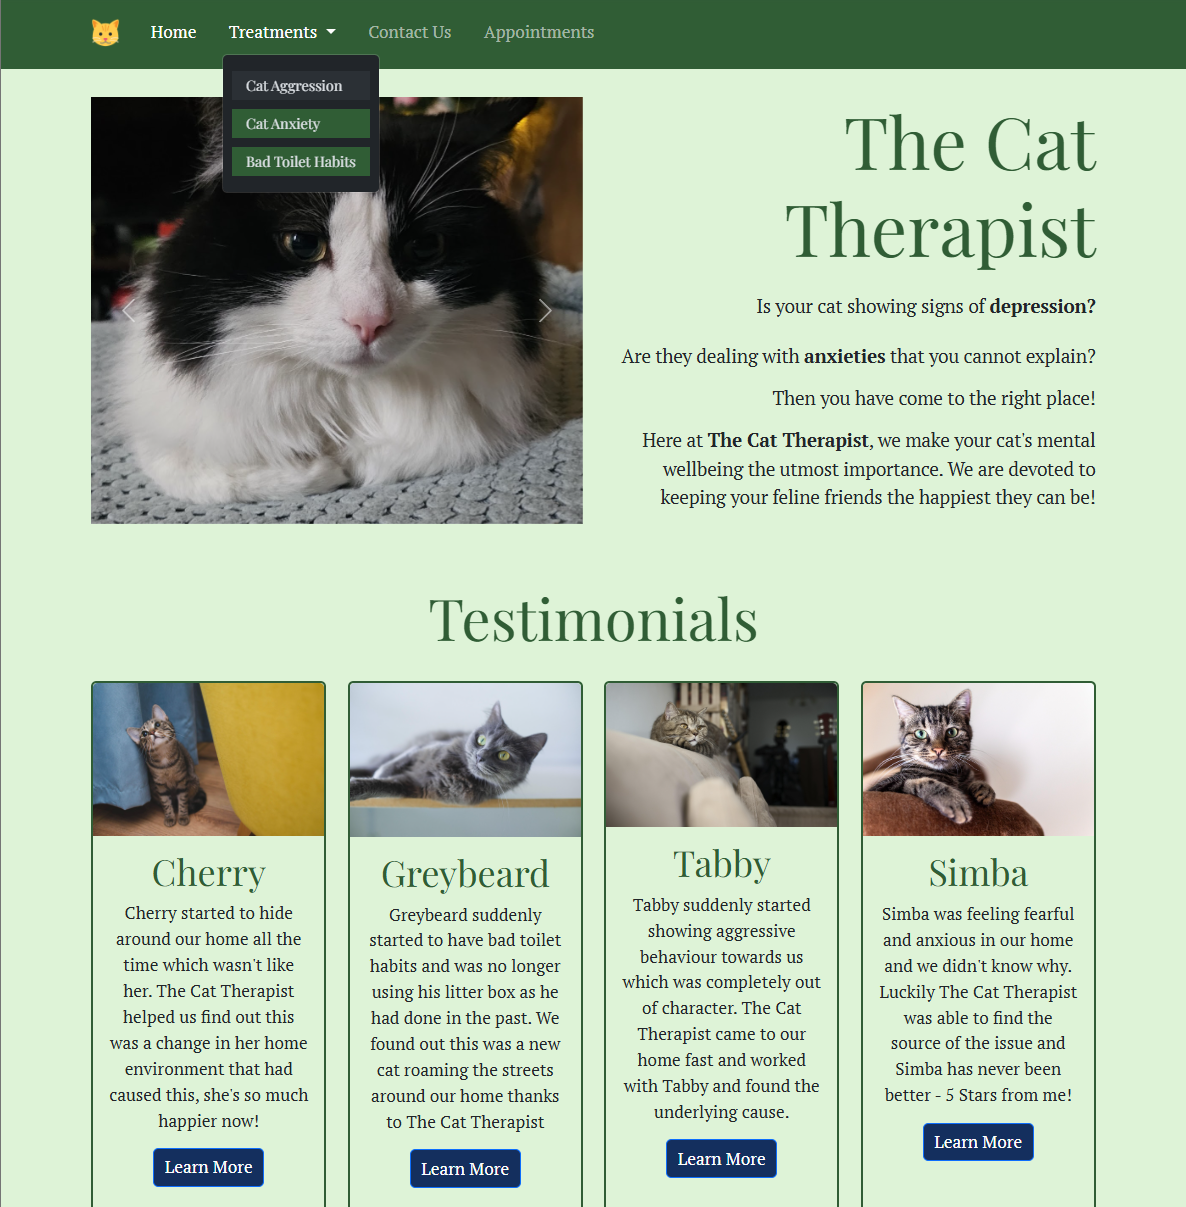 Home Treatments Contact Us Appointments
Cat Aggression
Cat Anxiety
Bad Toilet Habits
The Cat
Therapist
Is your cat showing signs of depression?
Are they dealing with anxieties that you cannot explain?
Then you have come to the right place!
Here at The Cat Therapist, we make your cat's mental
wellbeing the utmost importance. We are devoted to
keeping your feline friends the happiest they can be!
Testimonials
Cherry
Cherry started to hide
around our home all the
time which wasn't like
her. The Cat Therapist
helped us find out this
was a change in her home
environment that had
caused this, she's so much
happier now!
Learn More
Greybeard
Greybeard suddenly
started to have bad toilet
habits and was no longer
using his litter box as he
had done in the past. We
found out this was a new
cat roaming the streets
around our home thanks
to The Cat Therapist
Learn More
Tabby
Tabby suddenly started
showing aggressive
behaviour towards us
which was completely out
of character. The Cat
Therapist came to our
home fast and worked
with Tabby and found the
underlying cause.
Learn More
Simba
Simba was feeling fearful
and anxious in our home
and we didn't know why.
Luckily The Cat Therapist
was able to find the
source of the issue and
Simba has never been
better - 5 Stars from me!
Learn More